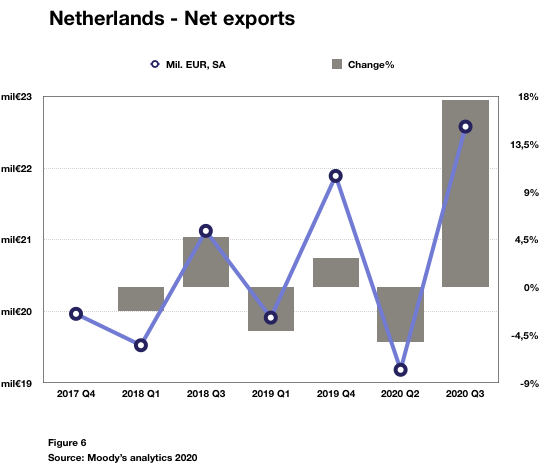 Netherlands - Net exports
Mil. EUR, SA
Change%
mil€23
mil€22
mil€21
mil€20
mil€19
18%
13,5%
9%
4,5%
0%
-4,5%
-9%
2017 Q4 2018 Q1 2018 Q3 2019 Q1 2019 Q4 2020 Q2 2020 Q3
Figure 6
Source: Moody's analytics 2020